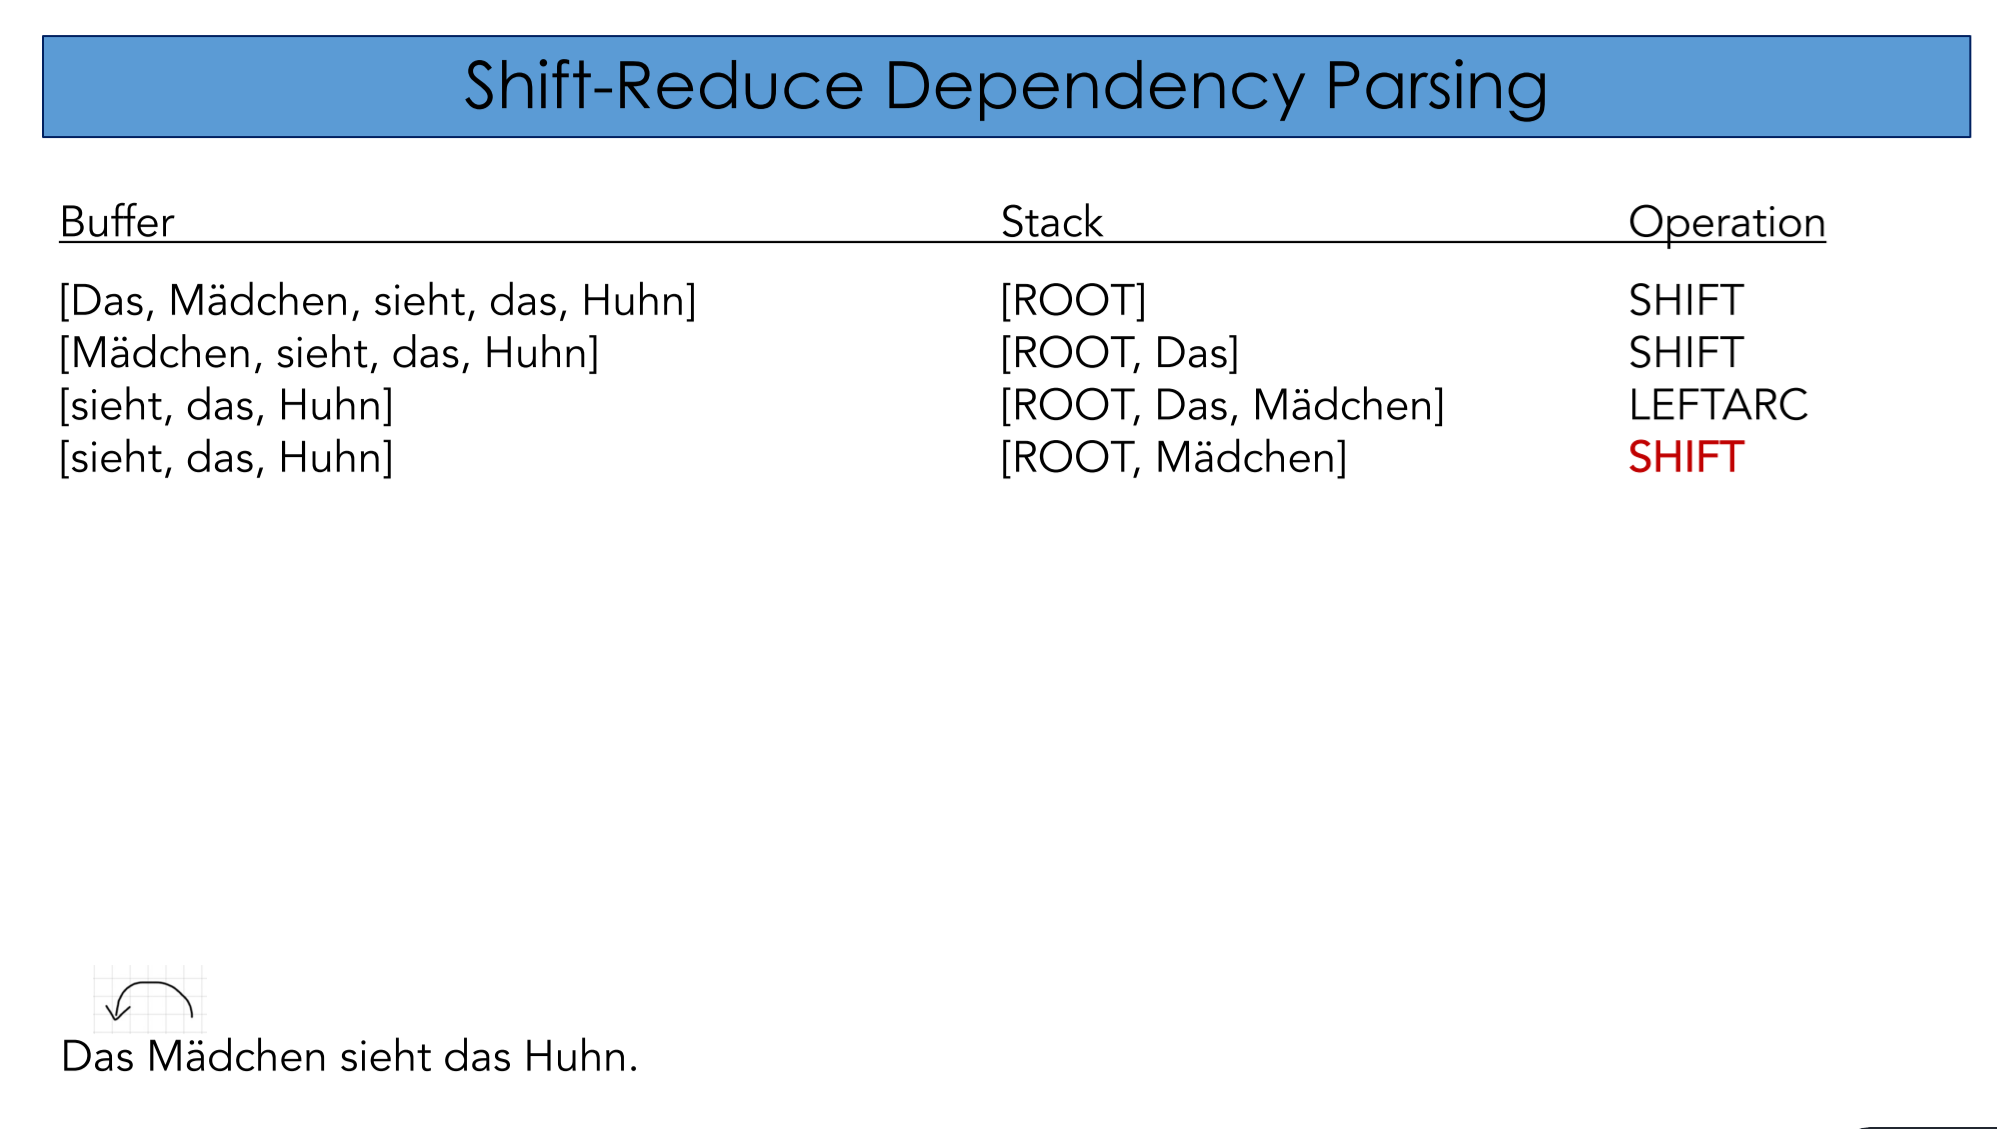 Shift-Reduce Dependency Parsing
Buffer Stack Operation
[Das, Mädchen, sieht, das, Huhn] [ROOT] SHIFT
[Mädchen, sieht, das, Huhn] [ROOT, Das] SHIFT
[sieht, das, Huhn] [ROOT, Das, Mädchen] LEFTARC
[sieht, das, Huhn] [ROOT, Mädchen] SHIFT
Das Mädchen sieht das Huhn.